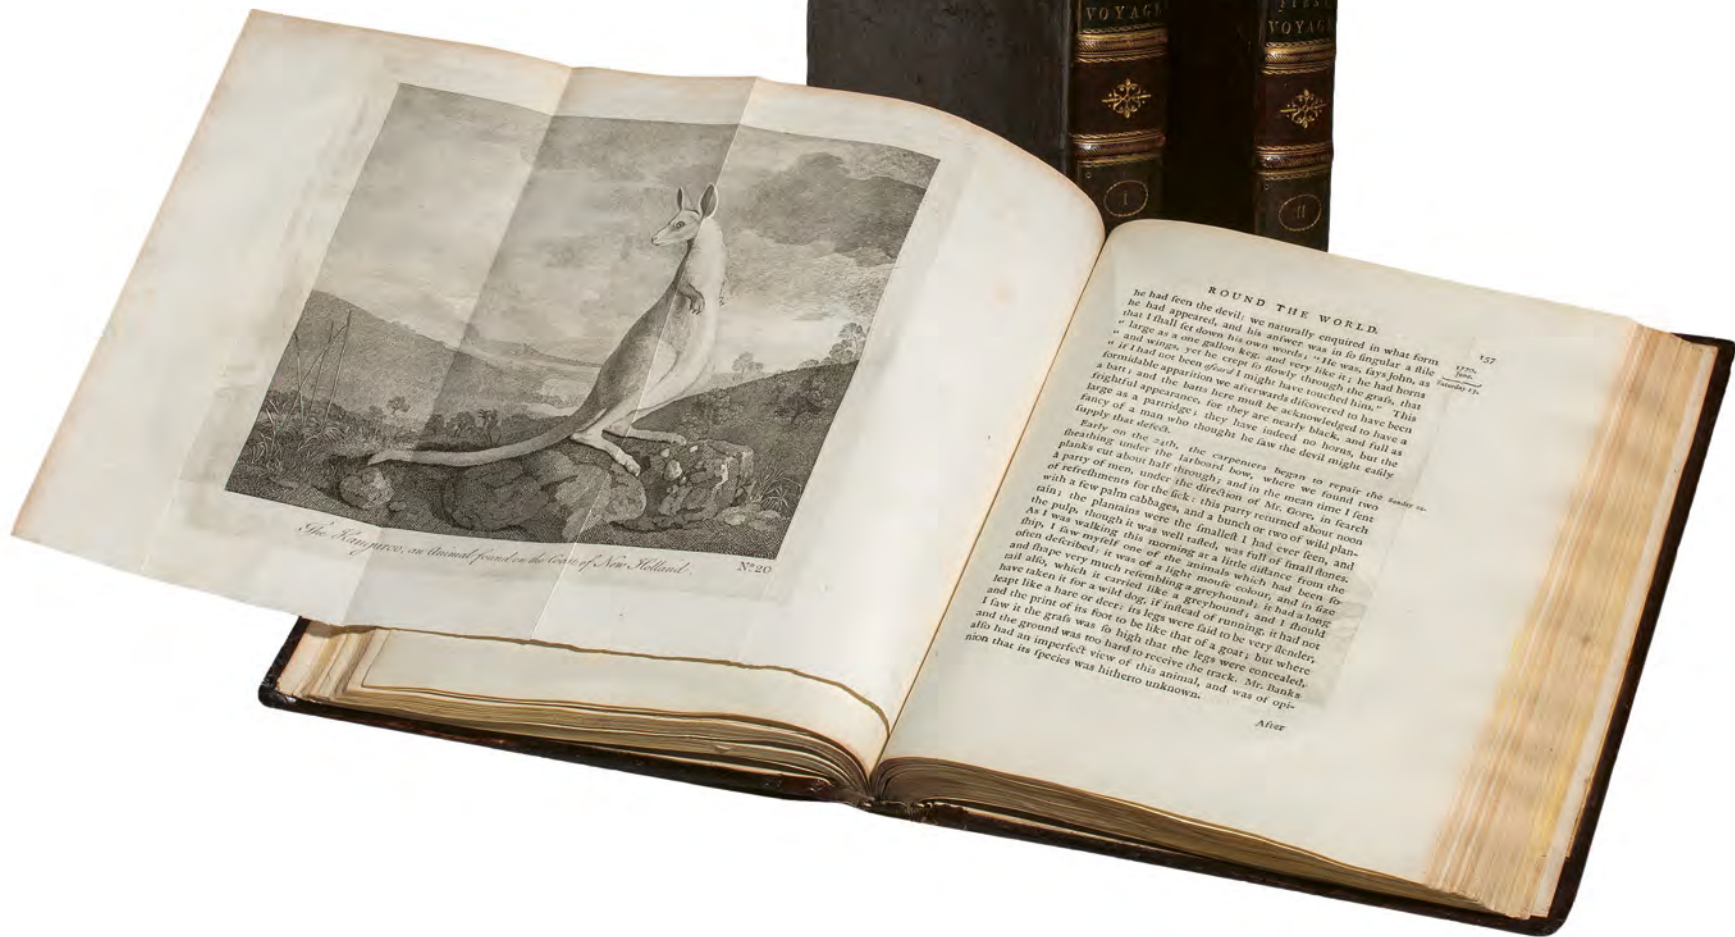 VOYAGE
I
FIRST
VOYAGE
II
The Kanguroo, an Animal found on the Coast of New Holland.
Nº 20
ROUND THE WORLD.
157
1770.
June.
Saturday 23.
he had ſeen the devil; we naturally enquired in what form
he had appeared, and his anſwer was in ſo ſingular a ſtile
that I ſhall ſet down his own words; "He was, ſays John, as
" large as a one gallon keg, and very like it; he had horns
" and wings, yet he crept ſo ſlowly through the graſs, that
" if I had not been afeard I might have touched him." This
formidable apparition we afterwards diſcovered to have been
a batt; and the batts here muſt be acknowledged to have a
frightful appearance, for they are nearly black, and full as
large as a partridge; they have indeed no horns, but the
fancy of a man who thought he ſaw the devil might eaſily
ſupply that defect.
Early on the 24th, the carpenters began to repair the
Sunday 24.
ſheathing under the larboard bow, where we found two
planks cut about half through; and in the mean time I ſent
a party of men, under the direction of Mr. Gore, in ſearch
of refreſhments for the ſick: this party returned about noon
with a few palm cabbages, and a bunch or two of wild plan-
tain; the plantains were the ſmalleſt I had ever ſeen, and
the pulp, though it was well taſted, was full of ſmall ſtones.
As I was walking this morning at a little diſtance from the
ſhip, I ſaw myſelf one of the animals which had been ſo
often deſcribed; it was of a light mouſe colour, and in ſize
and ſhape very much reſembling a greyhound; it had a long
tail alſo, which it carried like a greyhound; and I ſhould
have taken it for a wild dog, if inſtead of running, it had not
leapt like a hare or deer: its legs were ſaid to be very ſlender,
and the print of its foot to be like that of a goat; but where
I ſaw it the graſs was ſo high that the legs were concealed,
and the ground was too hard to receive the track. Mr. Banks
alſo had an imperfect view of this animal, and was of opi-
nion that its ſpecies was hitherto unknown.
After